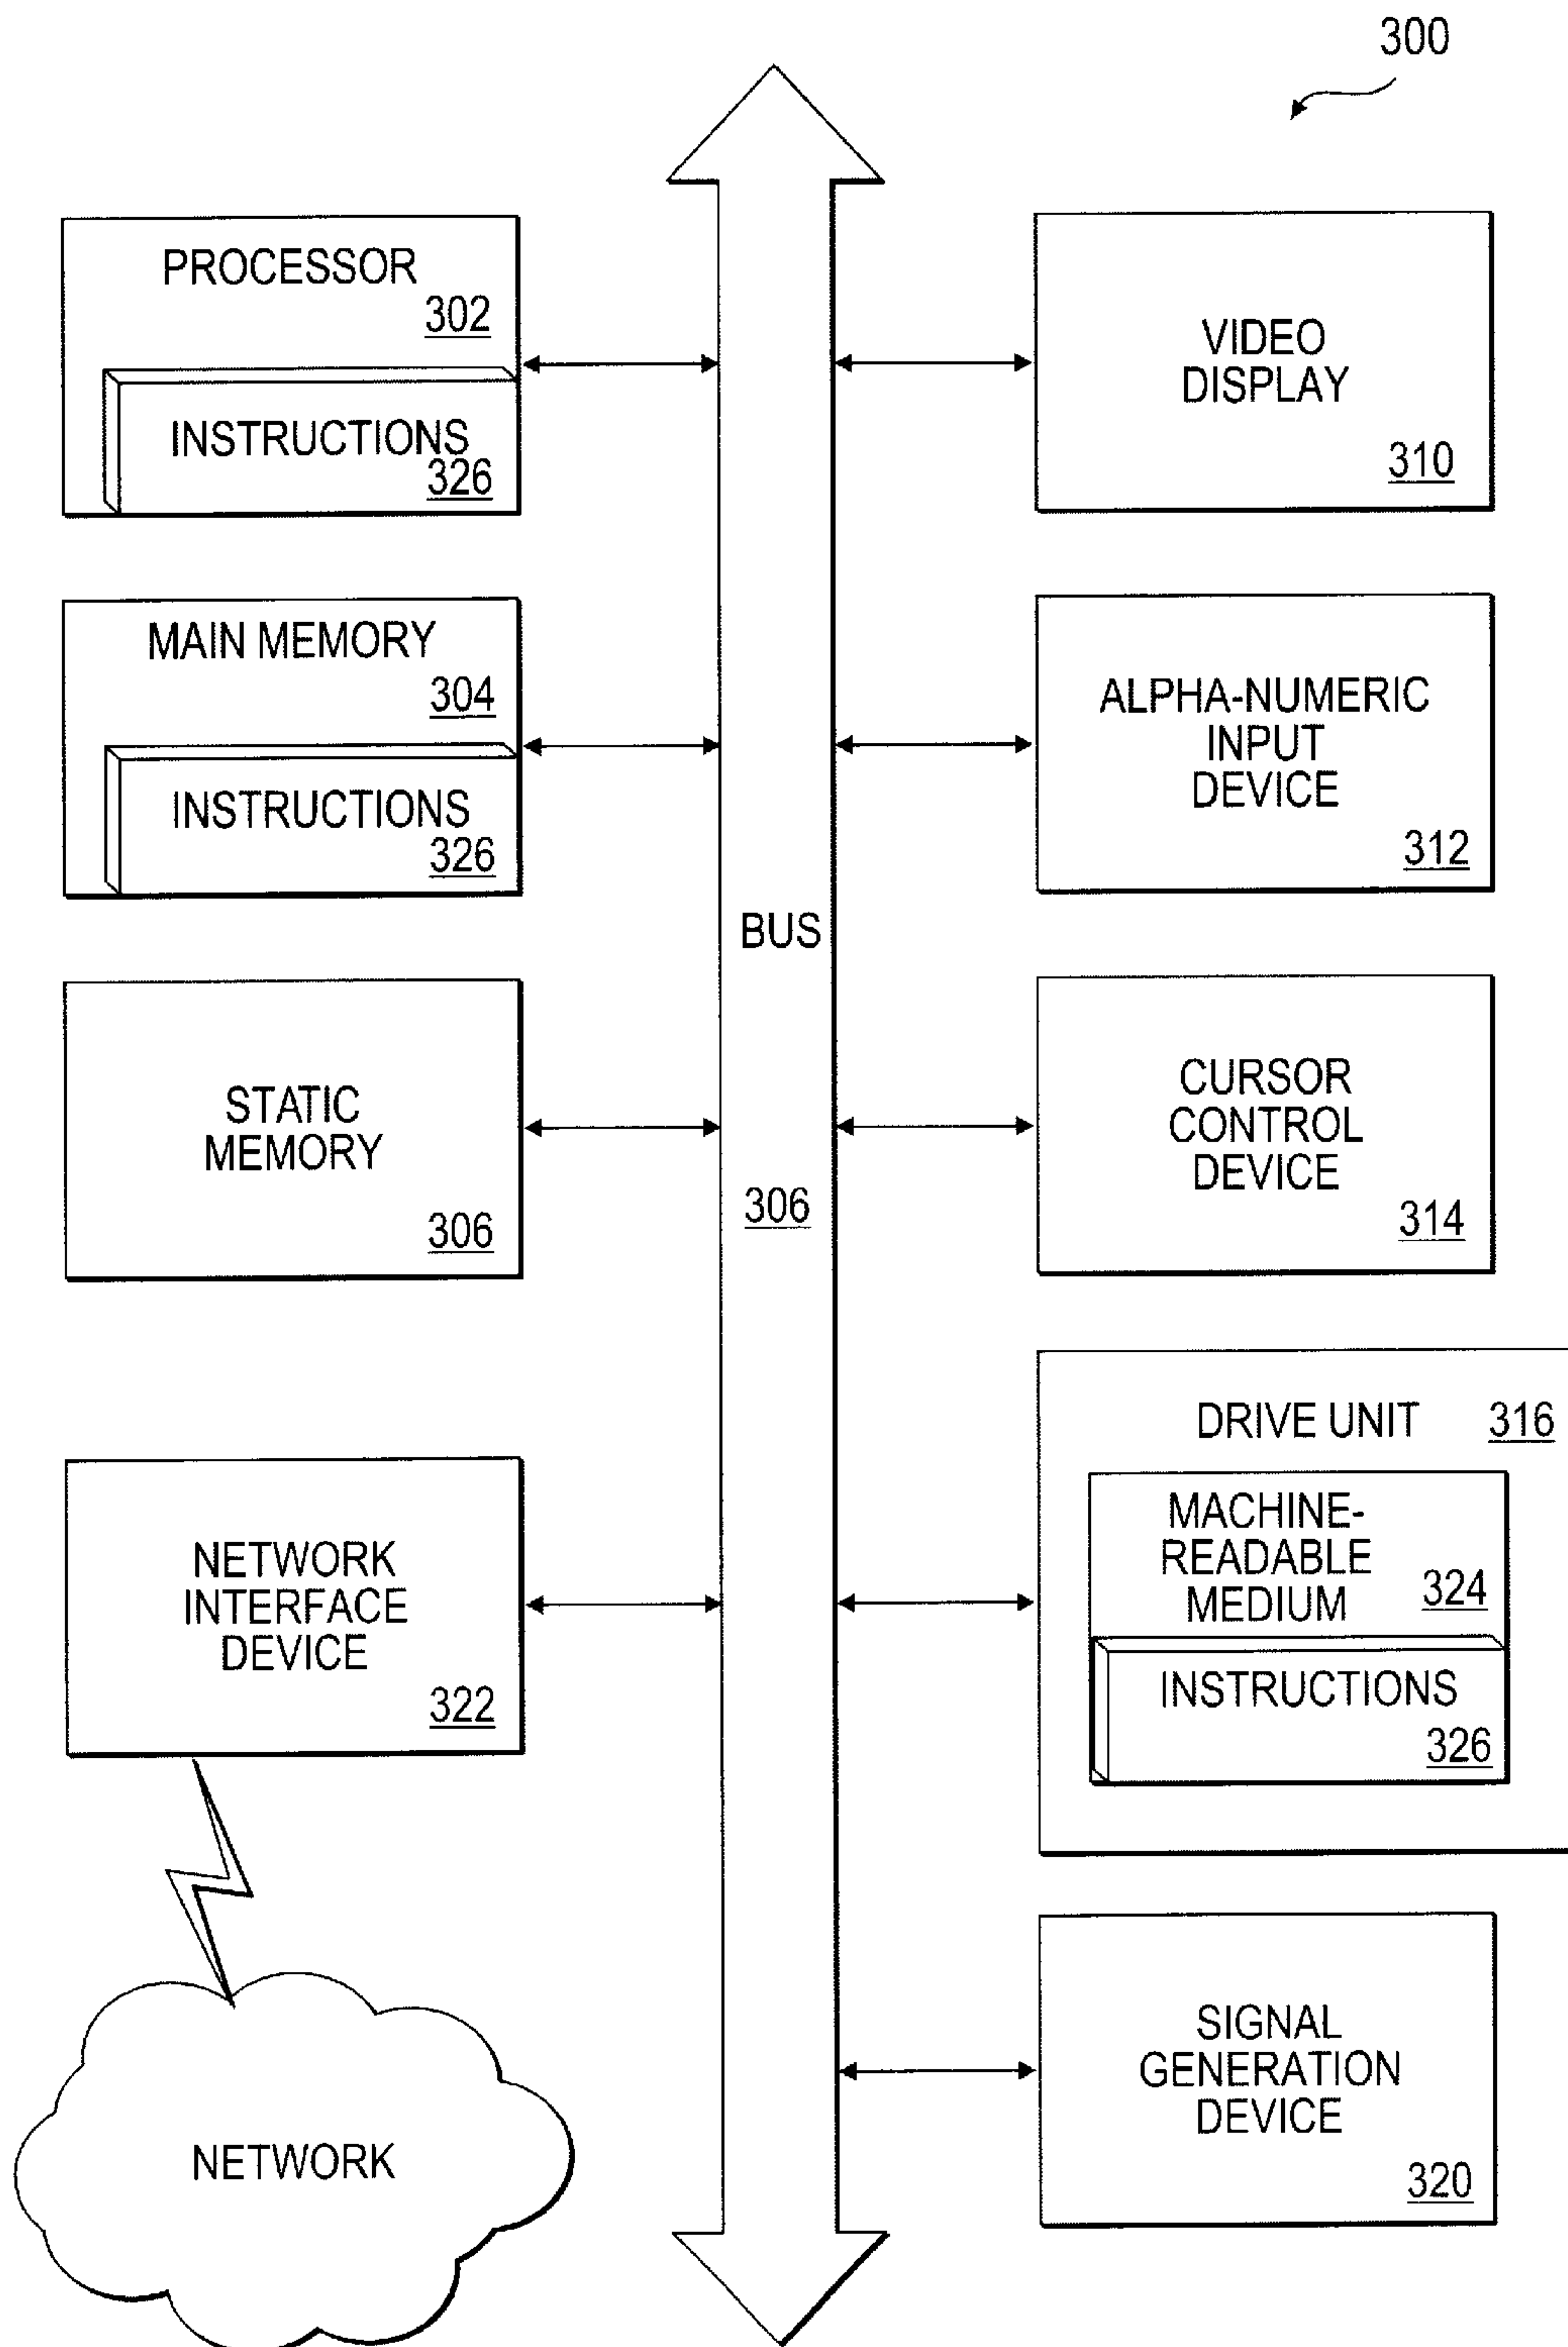 300
PROCESSOR
302
INSTRUCTIONS
326
MAIN MEMORY
304
INSTRUCTIONS
326
STATIC
MEMORY
306
NETWORK
INTERFACE
DEVICE
322
NETWORK
BUS
306
VIDEO
DISPLAY
310
ALPHA-NUMERIC
INPUT
DEVICE
312
CURSOR
CONTROL
DEVICE
314
DRIVE UNIT 316
MACHINE-
READABLE
MEDIUM 324
INSTRUCTIONS
326
SIGNAL
GENERATION
DEVICE
320